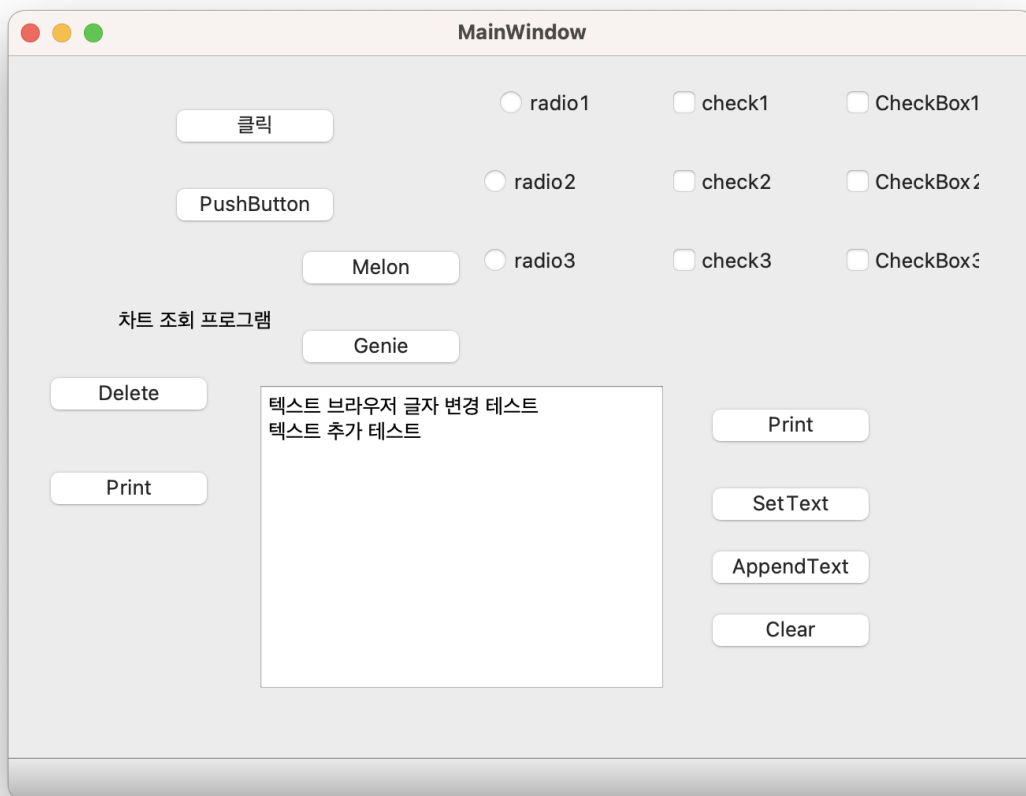 MainWindow
클릭
radio1
check1
CheckBox1
PushButton
radio2
check2
CheckBox2
Melon
radio3
check3
CheckBox3
차트 조회 프로그램
Genie
Delete
텍스트 브라우저 글자 변경 테스트
텍스트 추가 테스트
Print
Print
SetText
AppendText
Clear